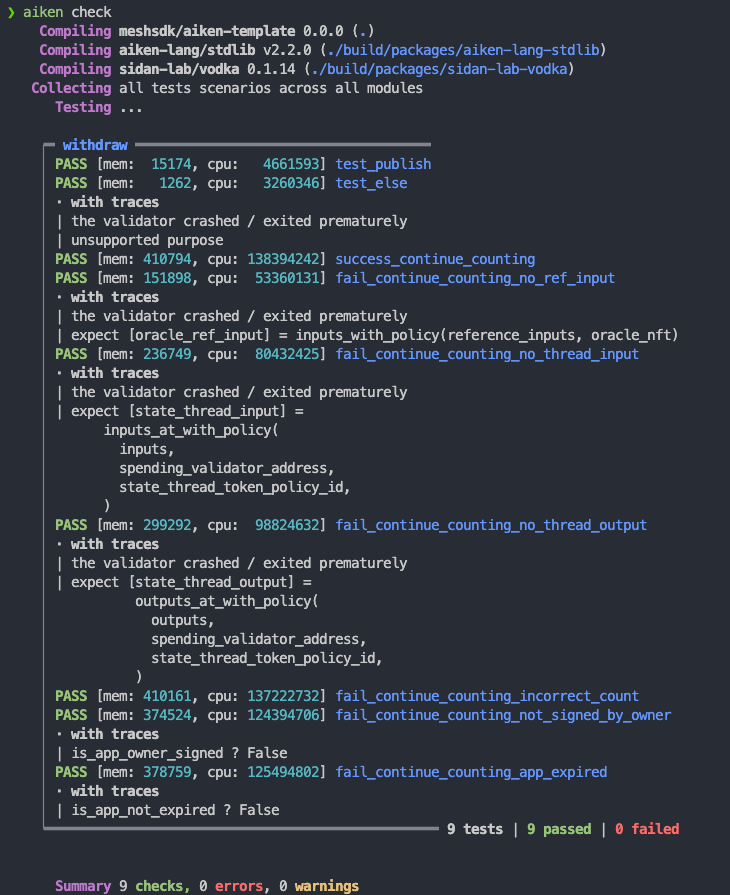 ❯ aiken check
    Compiling meshsdk/aiken-template 0.0.0 (.)
    Compiling aiken-lang/stdlib v2.2.0 (./build/packages/aiken-lang-stdlib)
    Compiling sidan-lab/vodka 0.1.14 (./build/packages/sidan-lab-vodka)
   Collecting all tests scenarios across all modules
      Testing ...
withdraw
PASS [mem:  15174, cpu:   4661593] test_publish
PASS [mem:   1262, cpu:   3260346] test_else
· with traces
| the validator crashed / exited prematurely
| unsupported purpose
PASS [mem: 410794, cpu: 138394242] success_continue_counting
PASS [mem: 151898, cpu:  53360131] fail_continue_counting_no_ref_input
· with traces
| the validator crashed / exited prematurely
| expect [oracle_ref_input] = inputs_with_policy(reference_inputs, oracle_nft)
PASS [mem: 236749, cpu:  80432425] fail_continue_counting_no_thread_input
· with traces
| the validator crashed / exited prematurely
| expect [state_thread_input] =
      inputs_at_with_policy(
        inputs,
        spending_validator_address,
        state_thread_token_policy_id,
      )
PASS [mem: 299292, cpu:  98824632] fail_continue_counting_no_thread_output
· with traces
| the validator crashed / exited prematurely
| expect [state_thread_output] =
          outputs_at_with_policy(
            outputs,
            spending_validator_address,
            state_thread_token_policy_id,
          )
PASS [mem: 410161, cpu: 137222732] fail_continue_counting_incorrect_count
PASS [mem: 374524, cpu: 124394706] fail_continue_counting_not_signed_by_owner
· with traces
| is_app_owner_signed ? False
PASS [mem: 378759, cpu: 125494802] fail_continue_counting_app_expired
· with traces
| is_app_not_expired ? False
9 tests | 9 passed | 0 failed
Summary 9 checks, 0 errors, 0 warnings